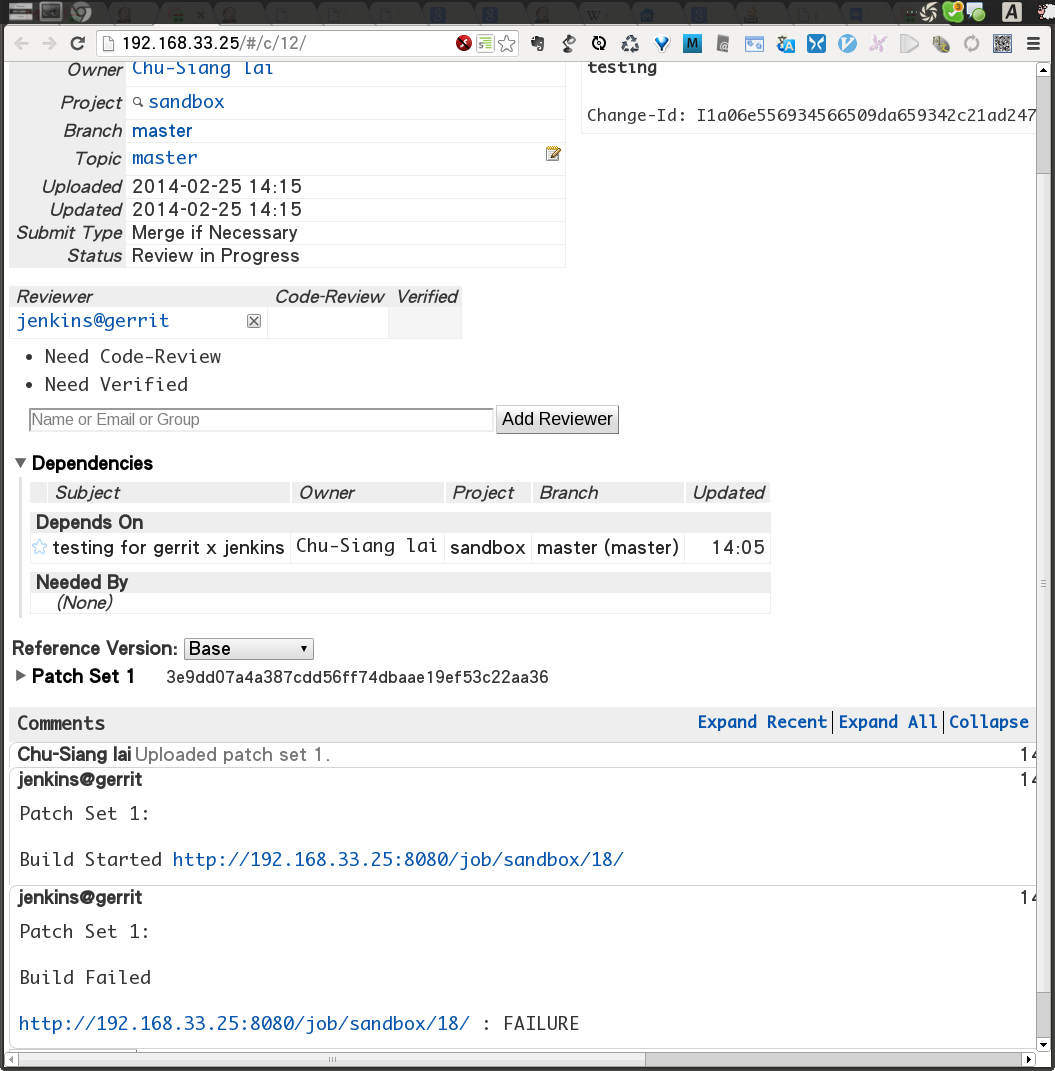 192.168.33.25/#/c/12/
Owner Chu-Siang lai
Project sandbox
Branch master
Topic master
Uploaded 2014-02-25 14:15
Updated 2014-02-25 14:15
Submit Type Merge if Necessary
Status Review in Progress
testing
Change-Id: I1a06e556934566509da659342c21ad247
Reviewer Code-Review Verified
jenkins@gerrit
• Need Code-Review
• Need Verified
Name or Email or Group Add Reviewer
Dependencies
Subject Owner Project Branch Updated
Depends On
testing for gerrit x jenkins Chu-Siang lai sandbox master (master) 14:05
Needed By
(None)
Reference Version: Base
Patch Set 1 3e9dd07a4a387cdd56ff74dbaae19ef53c22aa36
Comments Expand Recent Expand All Collapse
Chu-Siang lai Uploaded patch set 1. 14
jenkins@gerrit 14
Patch Set 1:
Build Started http://192.168.33.25:8080/job/sandbox/18/
jenkins@gerrit 14
Patch Set 1:
Build Failed
http://192.168.33.25:8080/job/sandbox/18/ : FAILURE